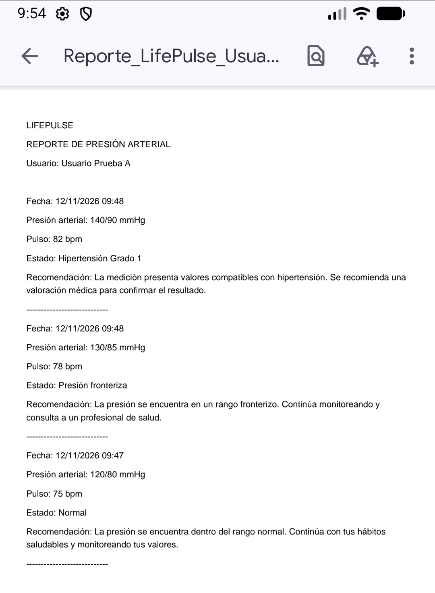 9:54
Reporte_LifePulse_Usua...
LIFEPULSE
REPORTE DE PRESIÓN ARTERIAL
Usuario: Usuario Prueba A
Fecha: 12/11/2026 09:48
Presión arterial: 140/90 mmHg
Pulso: 82 bpm
Estado: Hipertensión Grado 1
Recomendación: La medición presenta valores compatibles con hipertensión. Se recomienda una
valoración médica para confirmar el resultado.
----------------------------
Fecha: 12/11/2026 09:48
Presión arterial: 130/85 mmHg
Pulso: 78 bpm
Estado: Presión fronteriza
Recomendación: La presión se encuentra en un rango fronterizo. Continúa monitoreando y
consulta a un profesional de salud.
----------------------------
Fecha: 12/11/2026 09:47
Presión arterial: 120/80 mmHg
Pulso: 75 bpm
Estado: Normal
Recomendación: La presión se encuentra dentro del rango normal. Continúa con tus hábitos
saludables y monitoreando tus valores.
----------------------------